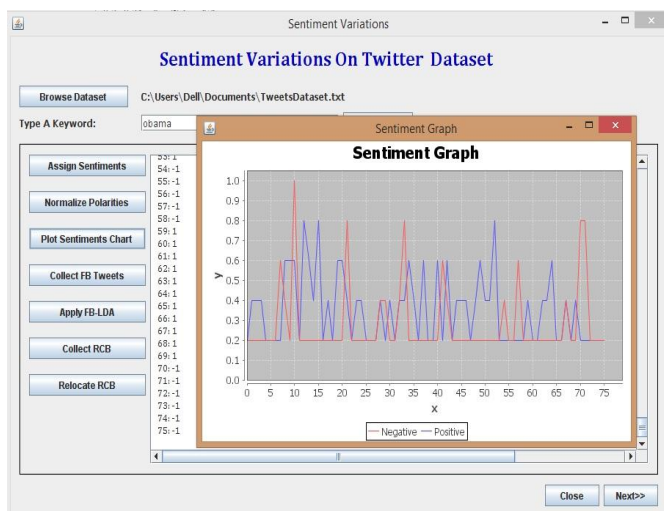 Sentiment Variations
Sentiment Variations On Twitter Dataset
Browse Dataset C:\Users\Dell\Documents\TweetsDataset.txt
Type A Keyword: obama
Assign Sentiments
Normalize Polarities
Plot Sentiments Chart
Collect FB Tweets
Apply FB-LDA
Collect RCB
Relocate RCB
53: 1
54: -1
55: -1
56: -1
57: -1
58: -1
59: 1
60: 1
61: 1
62: 1
63: 1
64: 1
65: 1
66: 1
67: 1
68: 1
69: 1
70: -1
71: -1
72: -1
73: -1
74: -1
75: -1
Sentiment Graph
Sentiment Graph
y
1.0
0.9
0.8
0.7
0.6
0.5
0.4
0.3
0.2
0.1
0.0
0 5 10 15 20 25 30 35 40 45 50 55 60 65 70 75
x
Negative Positive
Close Next>>